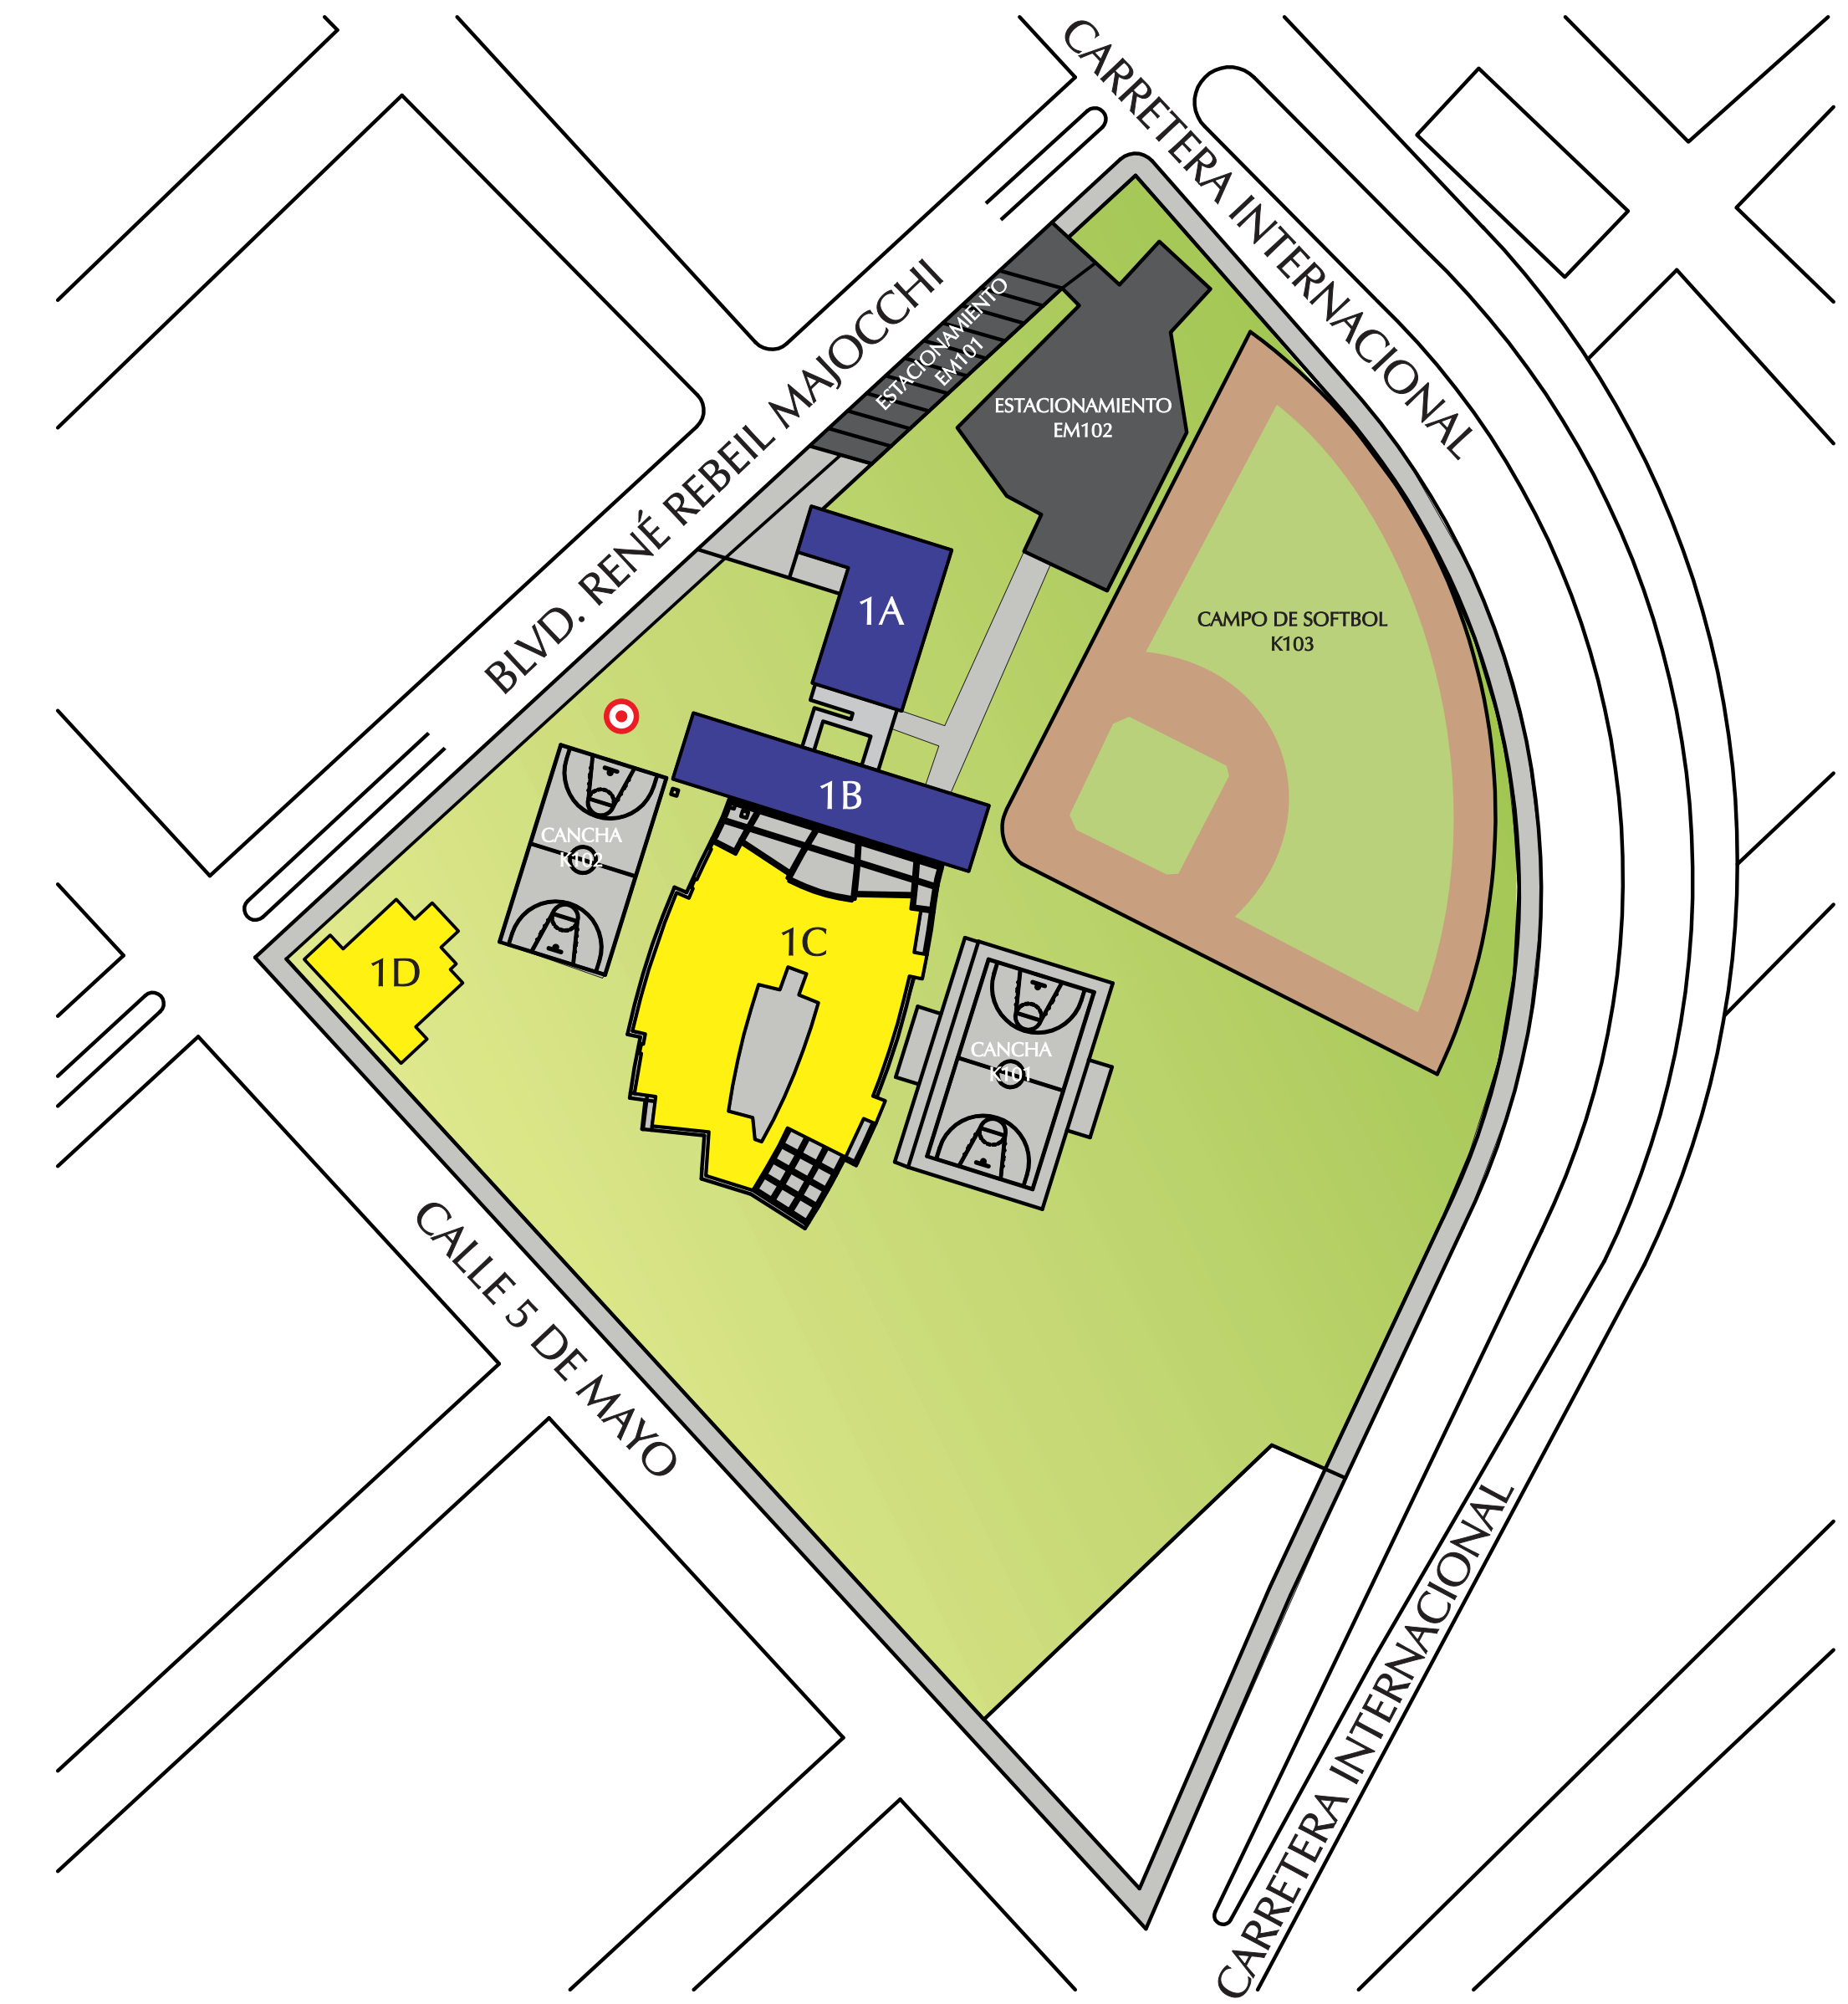 CARRETERA INTERNACIONAL
BLVD. RENÉ REBEIL MAJOCCHI
ESTACIONAMIENTO
EM101
ESTACIONAMIENTO
EM102
1A
CAMPO DE SOFTBOL
K103
1B
CANCHA
K102
1C
1D
CANCHA
K101
CALLE 5 DE MAYO
CARRETERA INTERNACIONAL